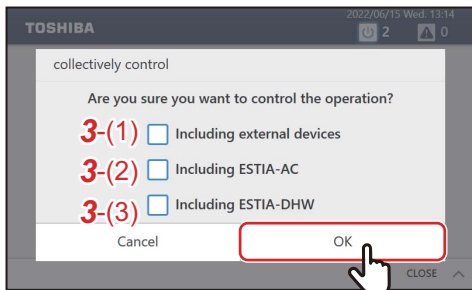 2022/06/15 Wed. 13:14
TOSHIBA
2
0
collectively control
Are you sure you want to control the operation?
3-(1) Including external devices
3-(2) Including ESTIA-AC
3-(3) Including ESTIA-DHW
Cancel OK
CLOSE